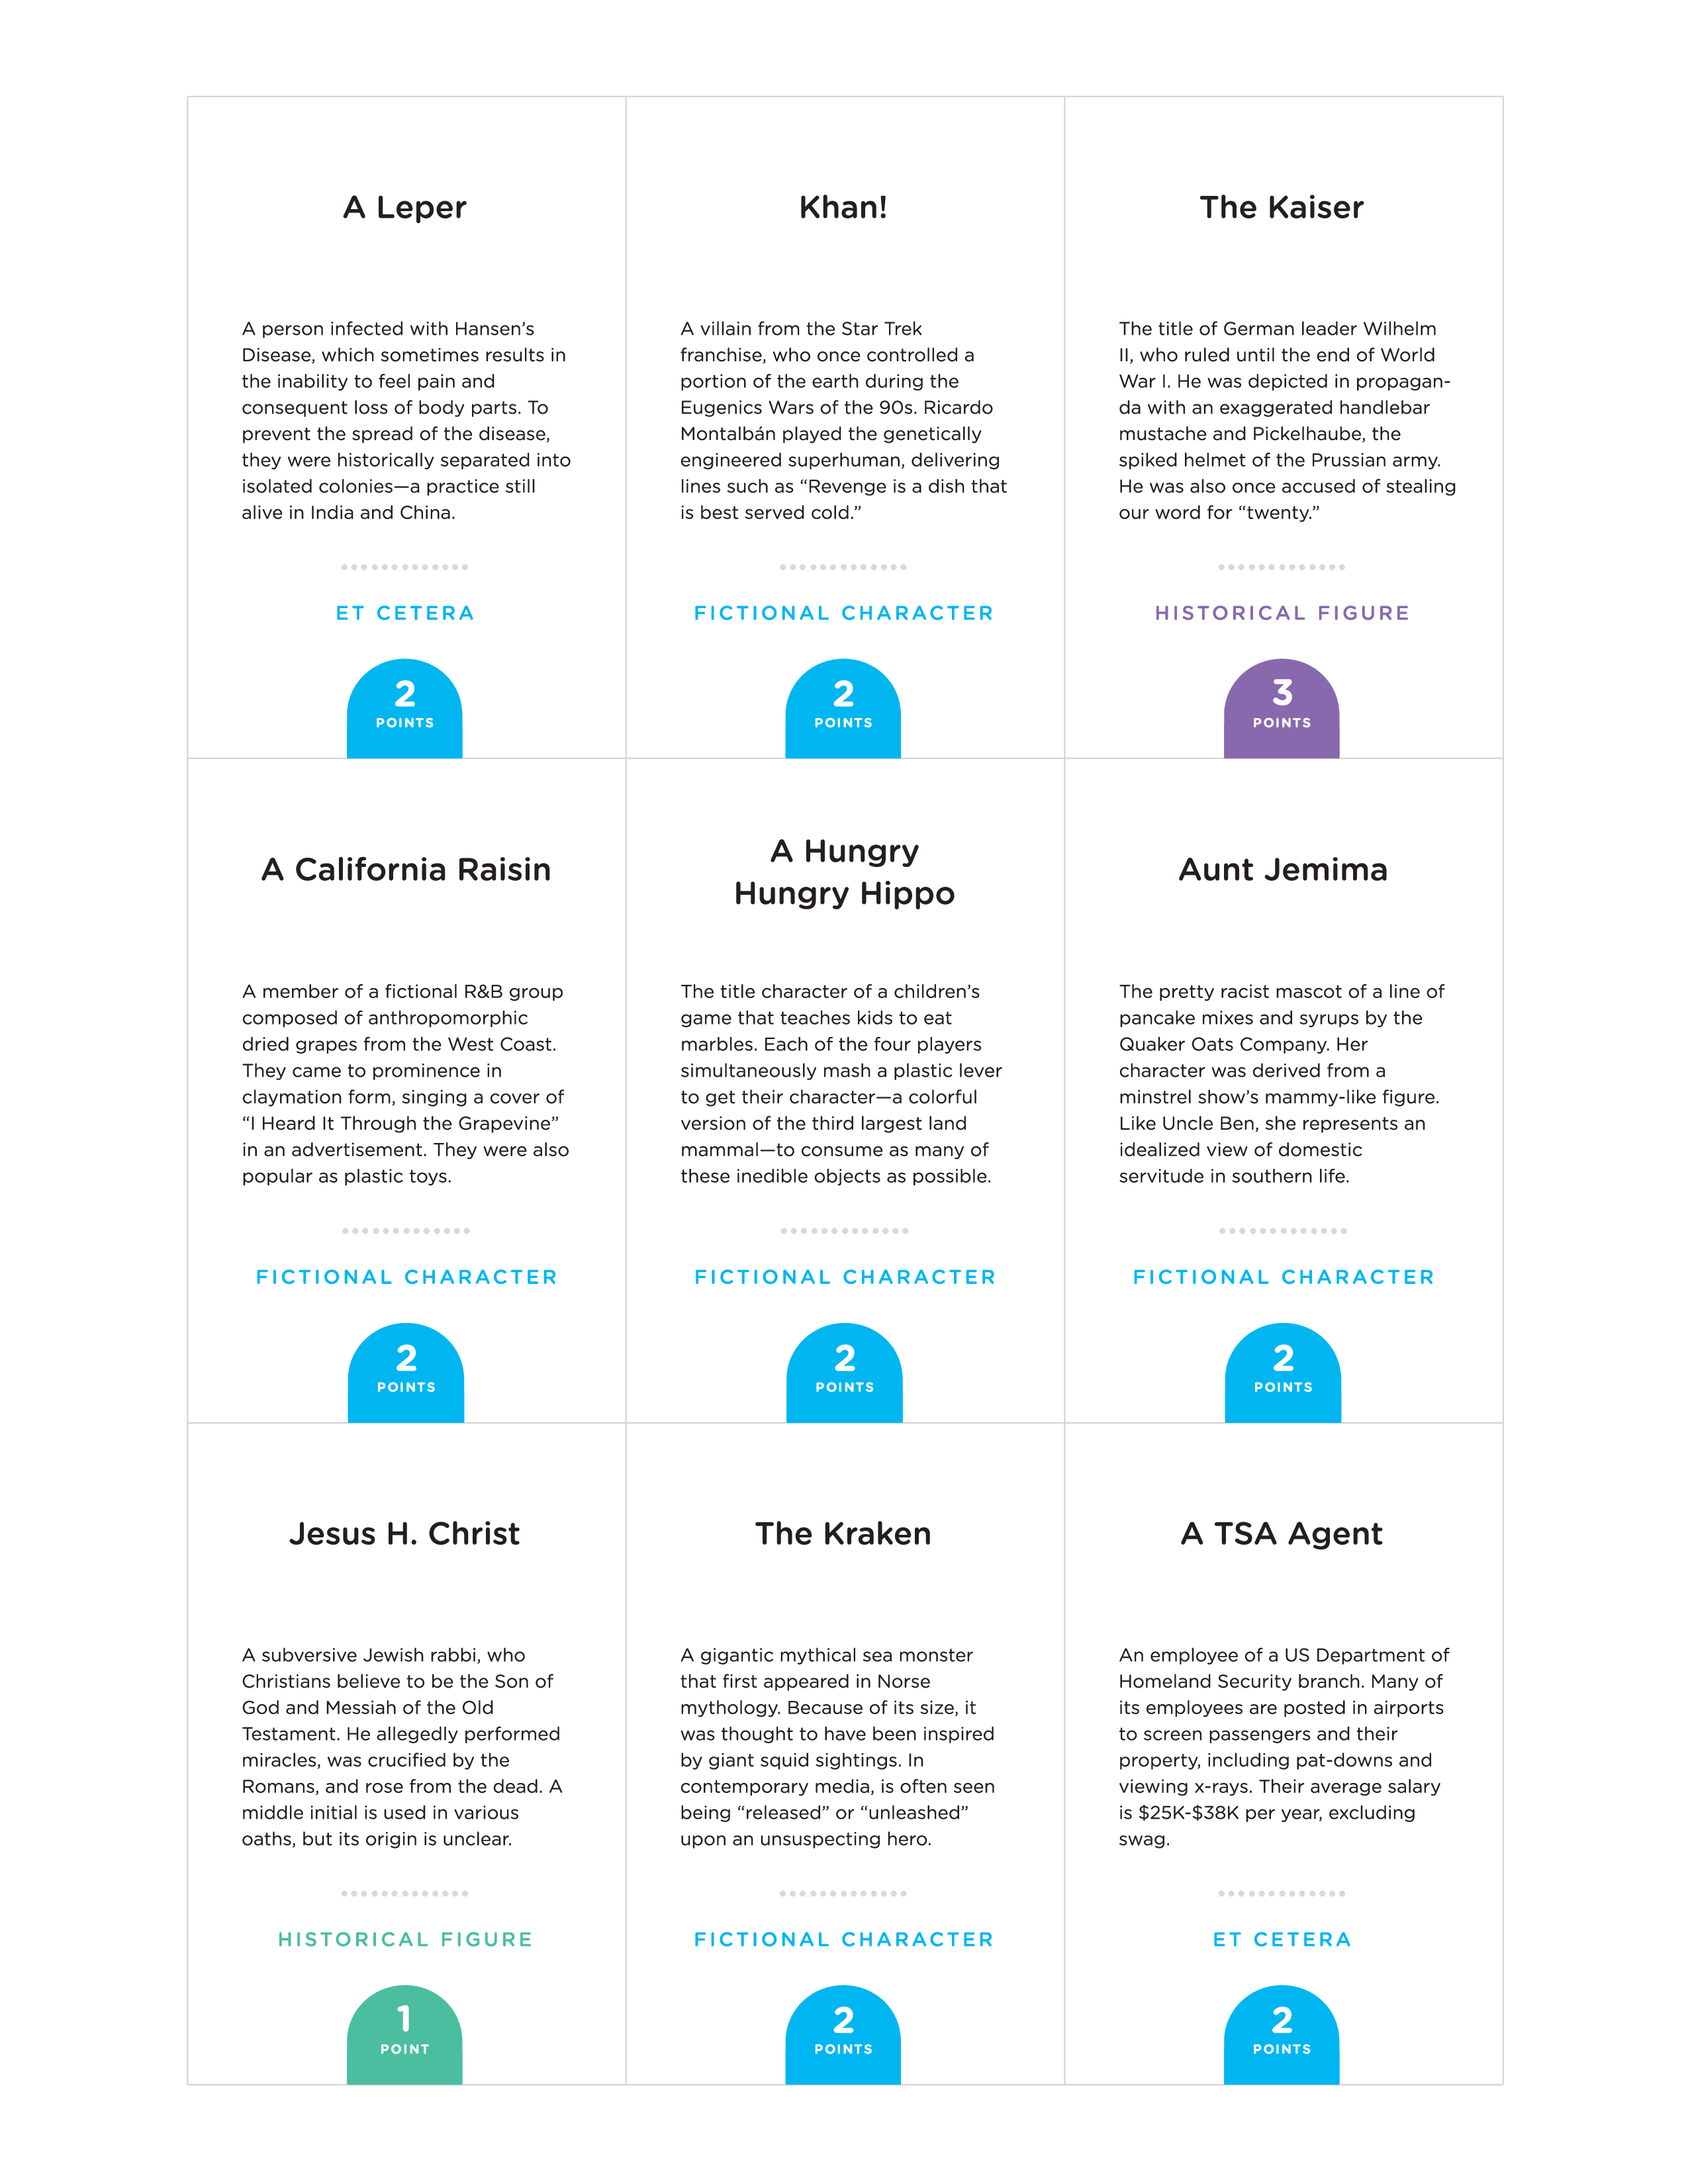 A Leper
A person infected with Hansen’s
Disease, which sometimes results in
the inability to feel pain and
consequent loss of body parts. To
prevent the spread of the disease,
they were historically separated into
isolated colonies—a practice still
alive in India and China.
ET CETERA
2
POINTS
Khan!
A villain from the Star Trek
franchise, who once controlled a
portion of the earth during the
Eugenics Wars of the 90s. Ricardo
Montalbán played the genetically
engineered superhuman, delivering
lines such as “Revenge is a dish that
is best served cold.”
FICTIONAL CHARACTER
2
POINTS
The Kaiser
The title of German leader Wilhelm
II, who ruled until the end of World
War I. He was depicted in propagan-
da with an exaggerated handlebar
mustache and Pickelhaube, the
spiked helmet of the Prussian army.
He was also once accused of stealing
our word for “twenty.”
HISTORICAL FIGURE
3
POINTS
A California Raisin
A member of a fictional R&B group
composed of anthropomorphic
dried grapes from the West Coast.
They came to prominence in
claymation form, singing a cover of
“I Heard It Through the Grapevine”
in an advertisement. They were also
popular as plastic toys.
FICTIONAL CHARACTER
2
POINTS
A Hungry
Hungry Hippo
The title character of a children’s
game that teaches kids to eat
marbles. Each of the four players
simultaneously mash a plastic lever
to get their character—a colorful
version of the third largest land
mammal—to consume as many of
these inedible objects as possible.
FICTIONAL CHARACTER
2
POINTS
Aunt Jemima
The pretty racist mascot of a line of
pancake mixes and syrups by the
Quaker Oats Company. Her
character was derived from a
minstrel show’s mammy-like figure.
Like Uncle Ben, she represents an
idealized view of domestic
servitude in southern life.
FICTIONAL CHARACTER
2
POINTS
Jesus H. Christ
A subversive Jewish rabbi, who
Christians believe to be the Son of
God and Messiah of the Old
Testament. He allegedly performed
miracles, was crucified by the
Romans, and rose from the dead. A
middle initial is used in various
oaths, but its origin is unclear.
HISTORICAL FIGURE
1
POINT
The Kraken
A gigantic mythical sea monster
that first appeared in Norse
mythology. Because of its size, it
was thought to have been inspired
by giant squid sightings. In
contemporary media, is often seen
being “released” or “unleashed”
upon an unsuspecting hero.
FICTIONAL CHARACTER
2
POINTS
A TSA Agent
An employee of a US Department of
Homeland Security branch. Many of
its employees are posted in airports
to screen passengers and their
property, including pat-downs and
viewing x-rays. Their average salary
is $25K-$38K per year, excluding
swag.
ET CETERA
2
POINTS